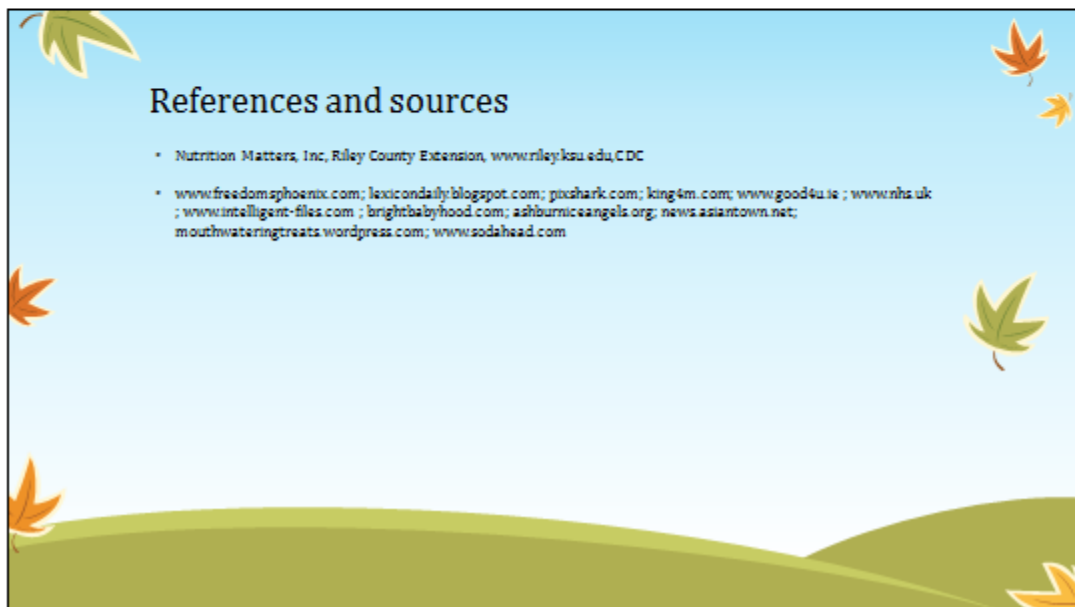 References and sources
• Nutrition Matters, Inc, Riley County Extension, www.riley.ksu.edu,CDC
• www.freedomsphoenix.com; lexicondaily.blogspot.com; pixshark.com; king4m.com; www.good4u.ie ; www.nhs.uk
; www.intelligent-files.com ; brightbabyhood.com; ashburniceangels.org; news.asiantown.net;
mouthwateringtreats.wordpress.com; www.sodahead.com